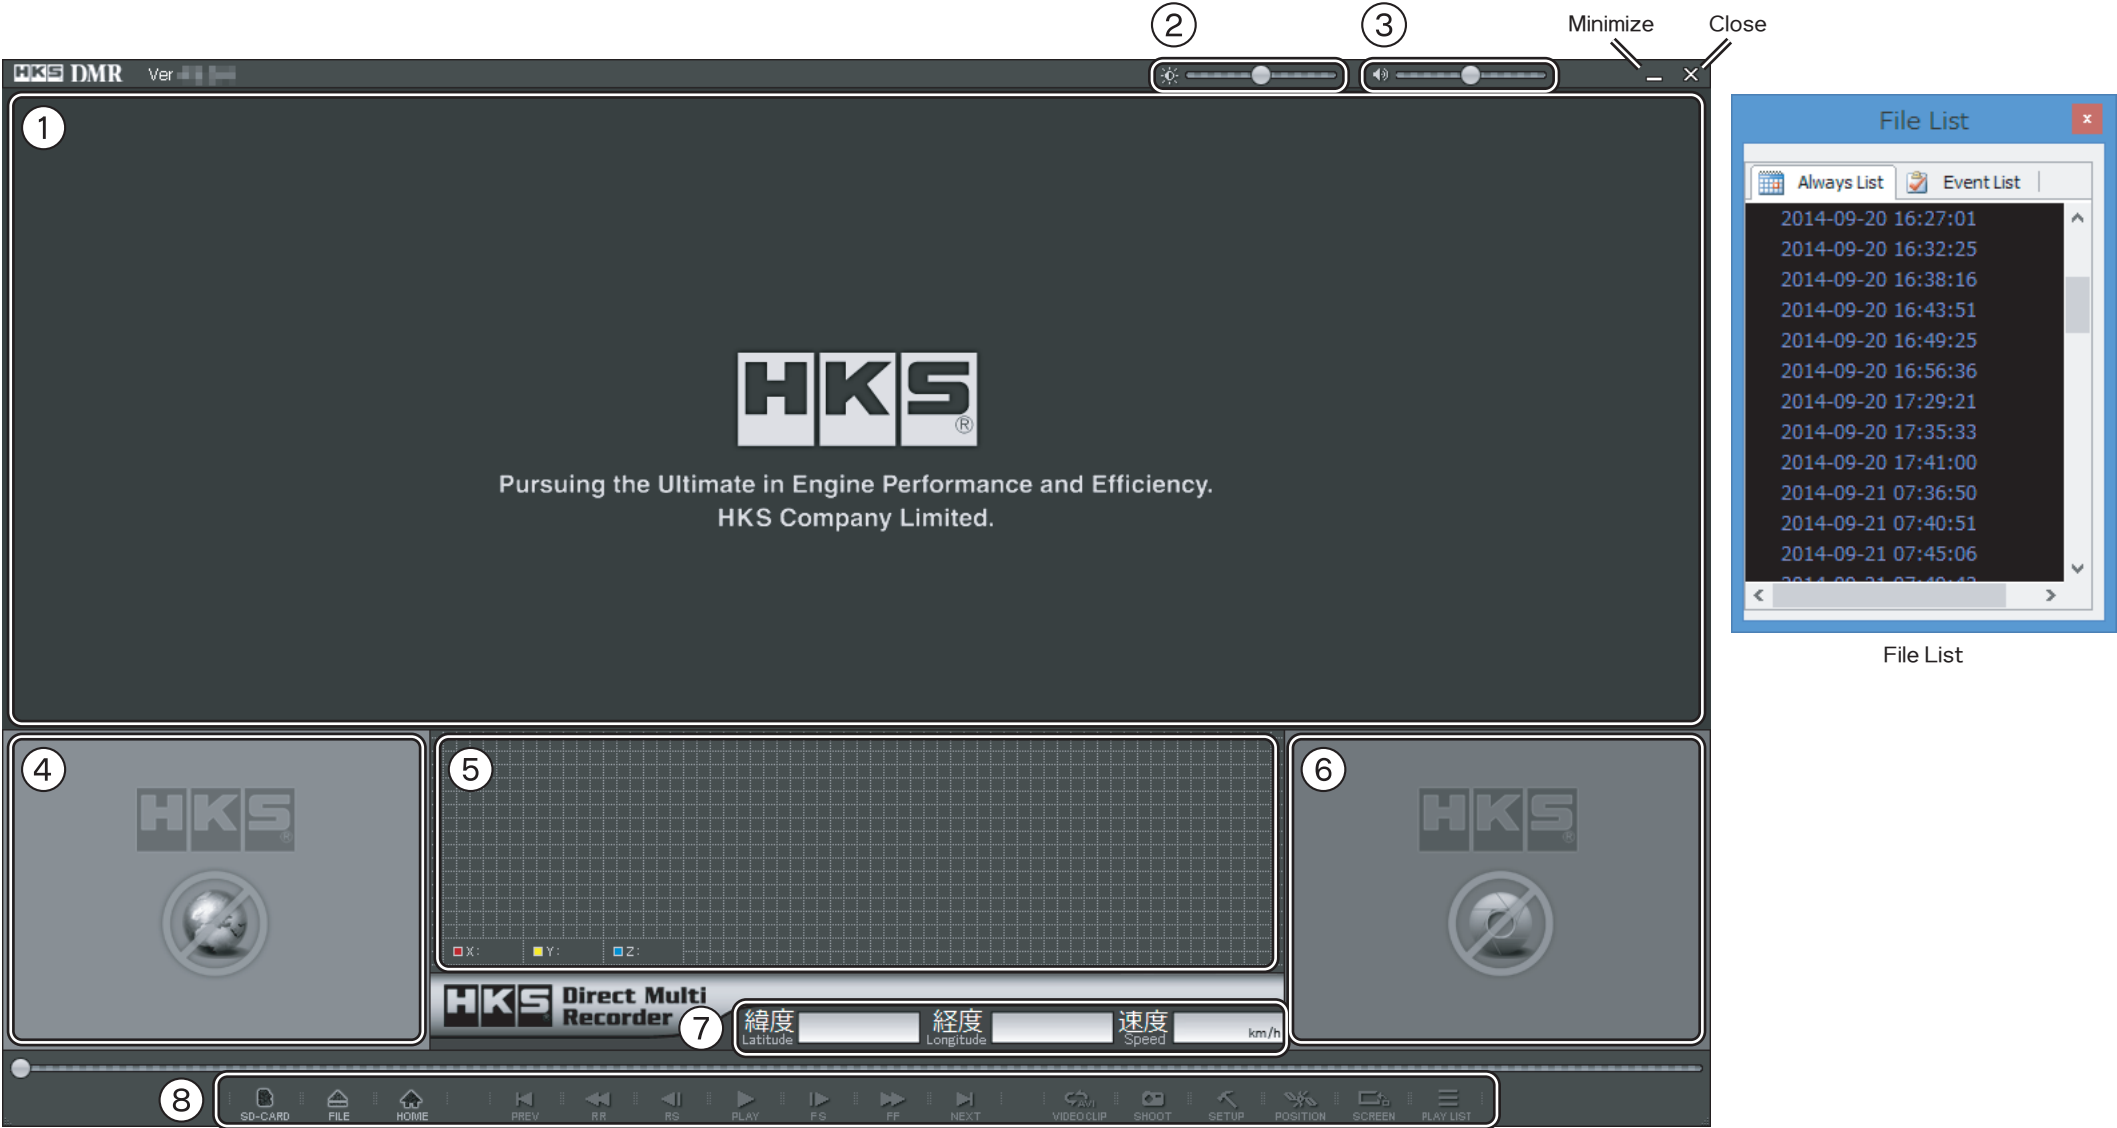 ② ③ Minimize Close
HKS DMR Ver
①
HKS®
Pursuing the Ultimate in Engine Performance and Efficiency.
HKS Company Limited.
File List x
Always List Event List
2014-09-20 16:27:01
2014-09-20 16:32:25
2014-09-20 16:38:16
2014-09-20 16:43:51
2014-09-20 16:49:25
2014-09-20 16:56:36
2014-09-20 17:29:21
2014-09-20 17:35:33
2014-09-20 17:41:00
2014-09-21 07:36:50
2014-09-21 07:40:51
2014-09-21 07:45:06
File List
④
HKS®
⑤
X: Y: Z:
⑥
HKS®
HKS Direct Multi
Recorder
⑦ 緯度 経度 速度 km/h
Latitude Longitude Speed
⑧
SD-CARD FILE HOME PREV RR RS PLAY FS FF NEXT VIDEO CLIP SHOOT SETUP POSITION SCREEN PLAY LIST